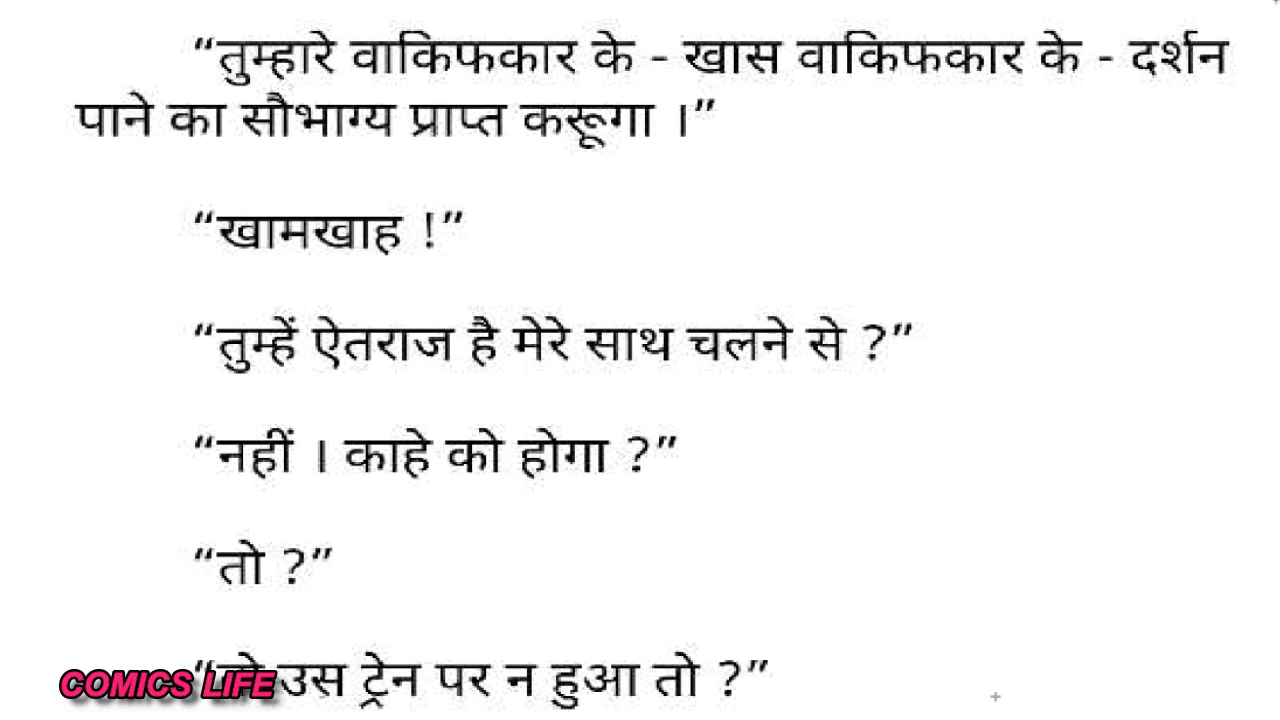 “तुम्हारे वाकिफकार के - खास वाकिफकार के - दर्शन
पाने का सौभाग्य प्राप्त करूगा ।”
“खामखाह !”
“तुम्हें ऐतराज है मेरे साथ चलने से ?”
“नहीं । काहे को होगा ?”
“तो ?”
उस ट्रेन पर न हुआ तो ?”
COMICS LIFE